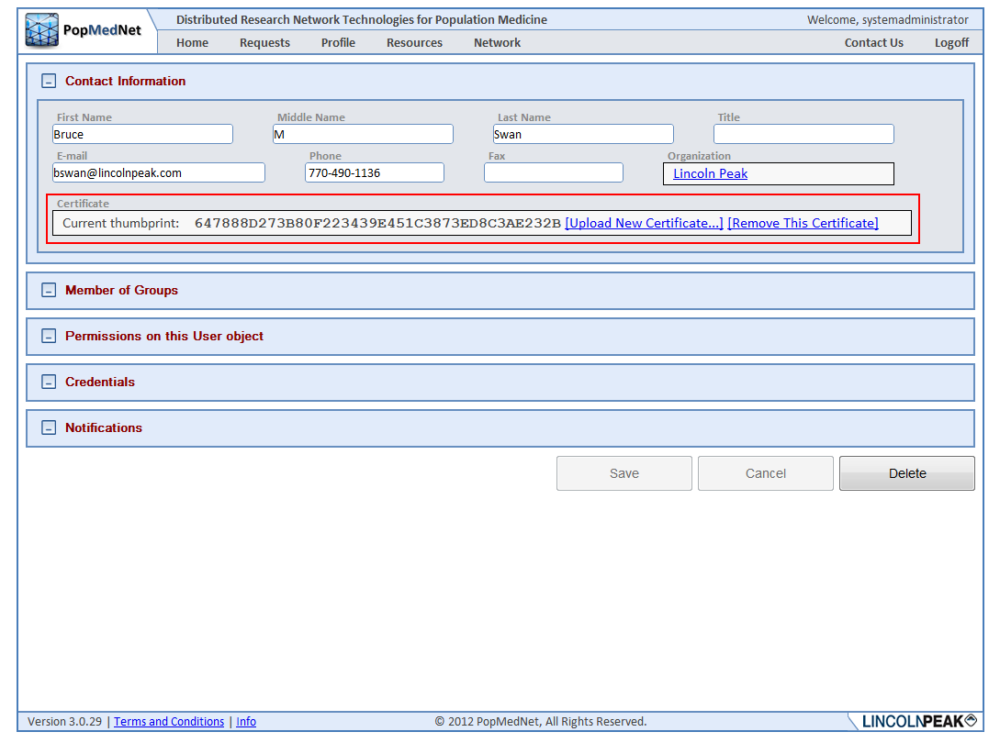 PopMedNet
Distributed Research Network Technologies for Population Medicine
Welcome, systemadministrator
Home Requests Profile Resources Network Contact Us Logoff
Contact Information
First Name Middle Name Last Name Title
Bruce M Swan
E-mail Phone Fax Organization
bswan@lincolnpeak.com 770-490-1136 Lincoln Peak
Certificate
Current thumbprint: 647888D273B80F223439E451C3873ED8C3AE232B [Upload New Certificate...] [Remove This Certificate]
Member of Groups
Permissions on this User object
Credentials
Notifications
Save Cancel Delete
Version 3.0.29 | Terms and Conditions | Info © 2012 PopMedNet, All Rights Reserved. LINCOLNPEAK